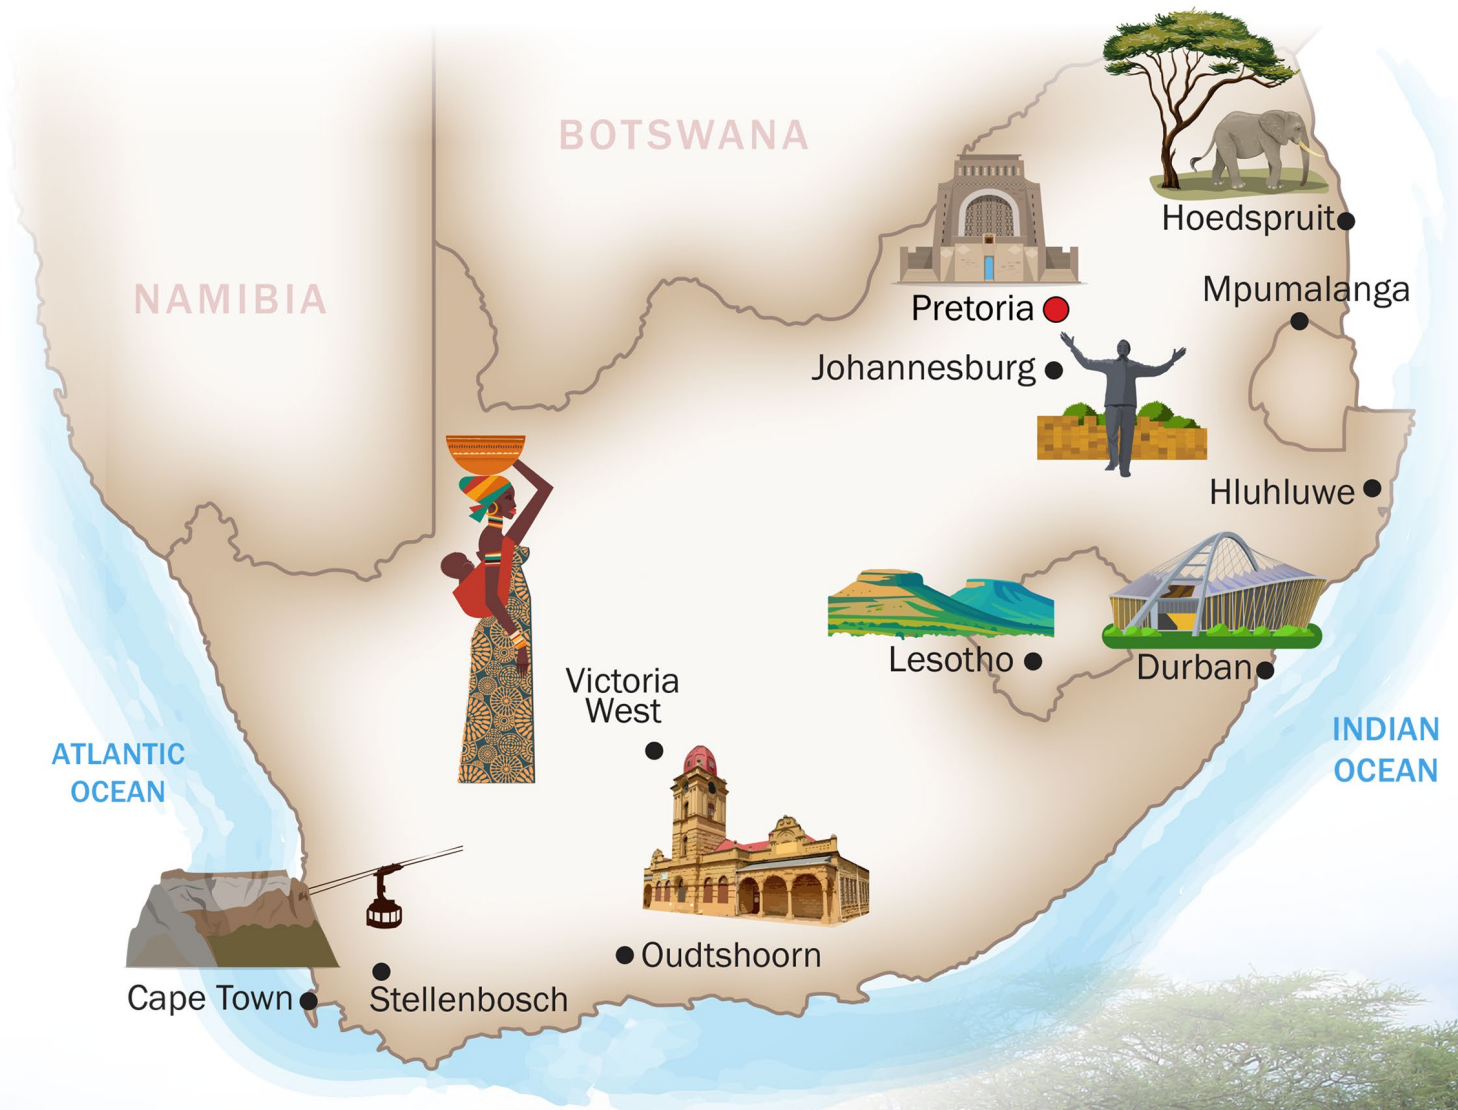 BOTSWANA
Hoedspruit
NAMIBIA
Mpumalanga
Pretoria
Johannesburg
Hluhluwe
Lesotho
Durban
Victoria
West
INDIAN
OCEAN
ATLANTIC
OCEAN
Oudtshoorn
Cape Town
Stellenbosch